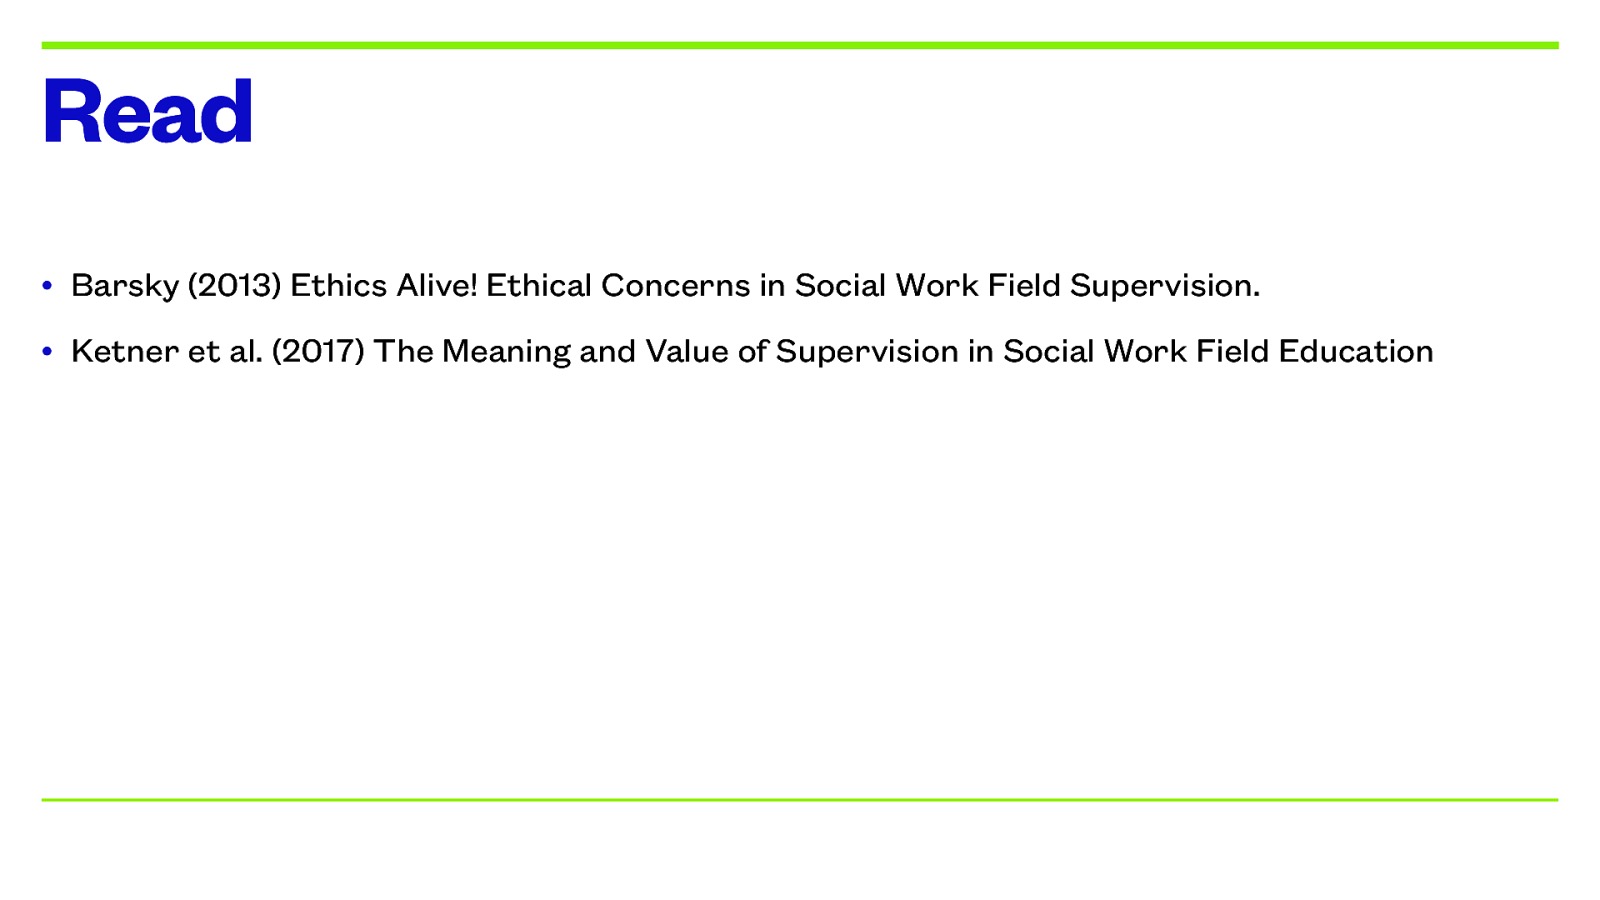 Read
• Barsky (2013) Ethics Alive! Ethical Concerns in Social Work Field Supervision.
• Ketner et al. (2017) The Meaning and Value of Supervision in Social Work Field Education